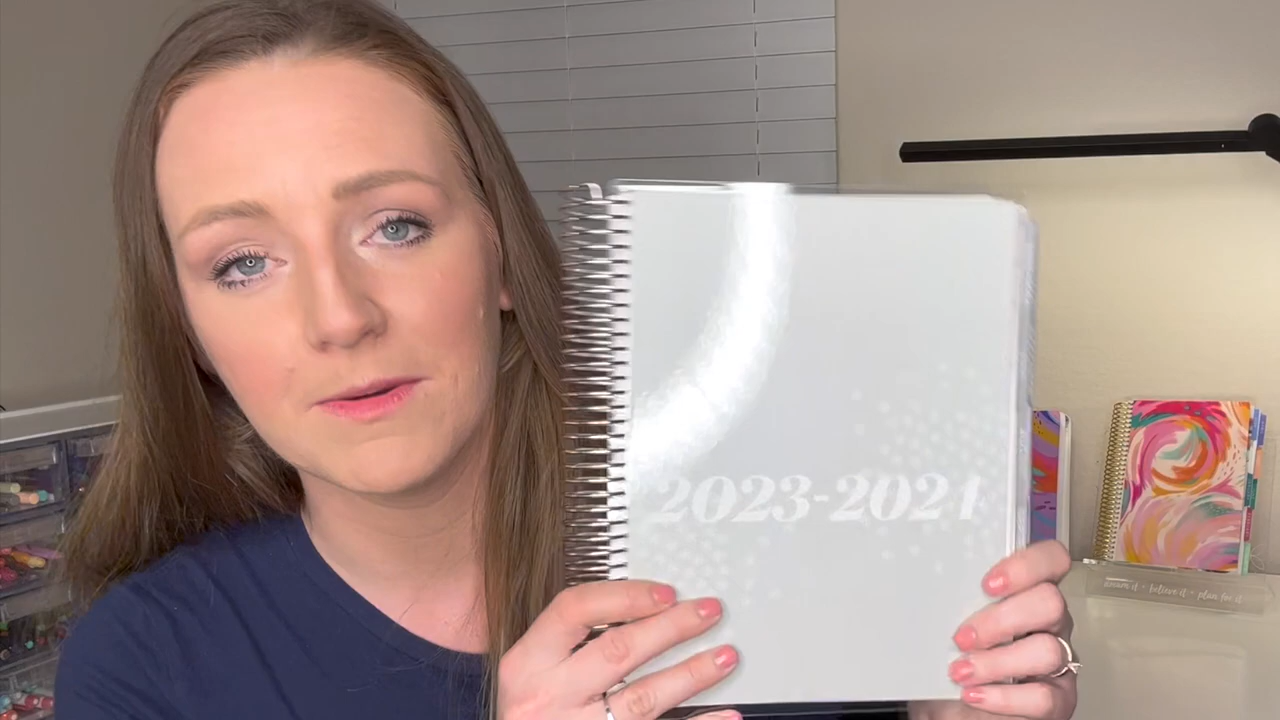 2023-2024
dream it • believe it • plan for it